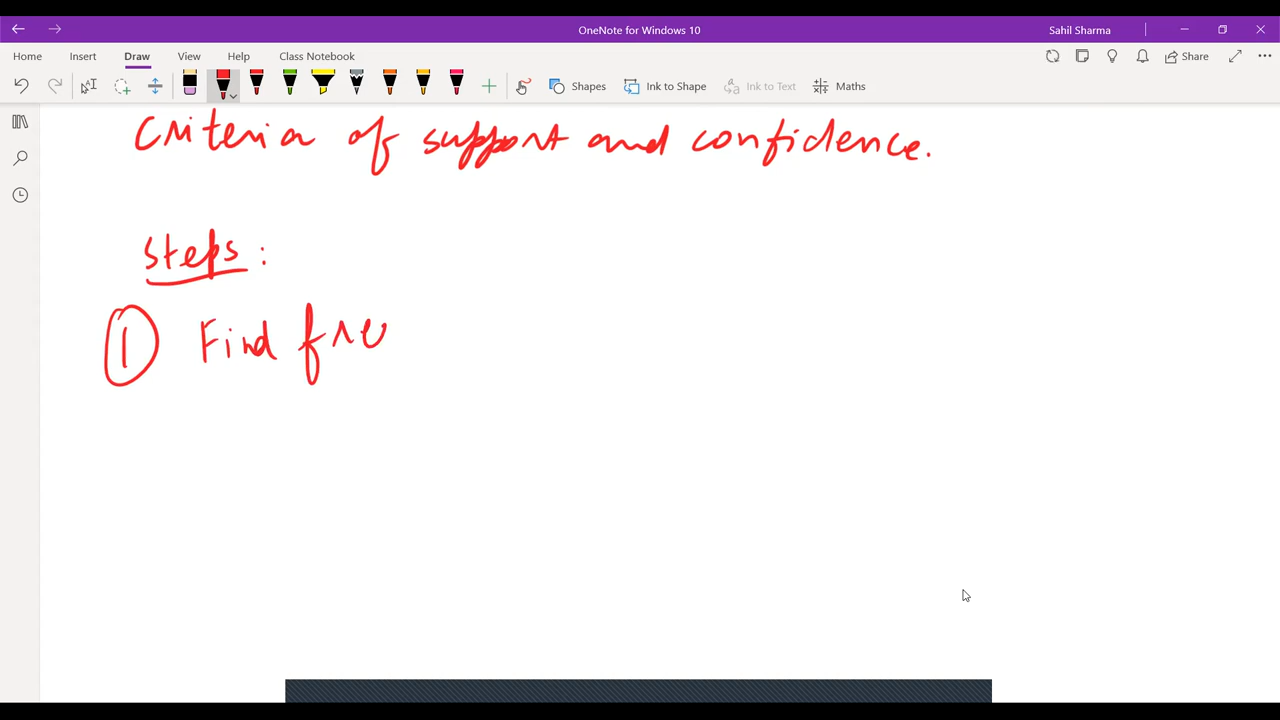 OneNote for Windows 10
Sahil Sharma
Home Insert Draw View Help Class Notebook
Share
Shapes Ink to Shape Ink to Text Maths
Criteria of support and confidence.
Steps:
1 Find fre